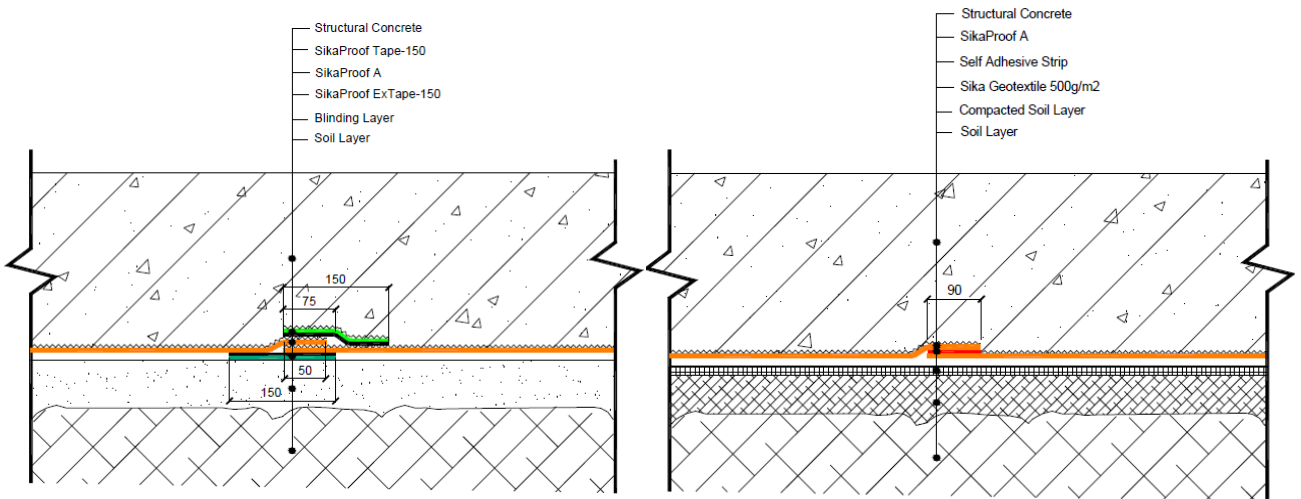 Structural Concrete
SikaProof Tape-150
SikaProof A
SikaProof ExTape-150
Blinding Layer
Soil Layer
150
75
50
150
Structural Concrete
SikaProof A
Self Adhesive Strip
Sika Geotextile 500g/m2
Compacted Soil Layer
Soil Layer
90